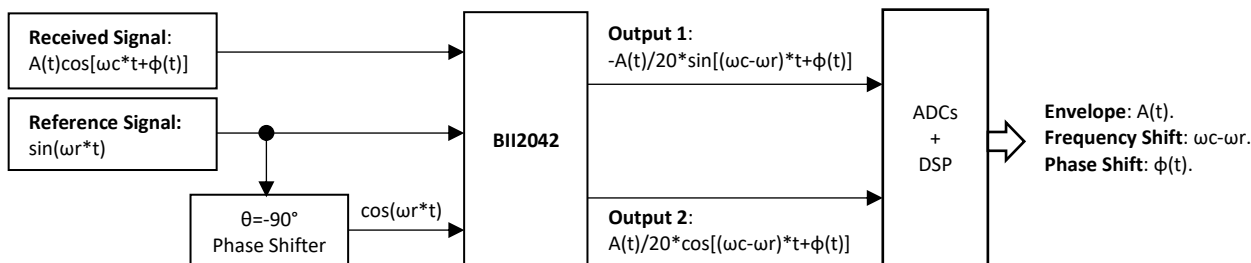 Received Signal:
A(t)cos[ωc*t+ϕ(t)]
Reference Signal:
sin(ωr*t)
θ=-90°
Phase Shifter
cos(ωr*t)
BII2042
Output 1:
-A(t)/20*sin[(ωc-ωr)*t+ϕ(t)]
Output 2:
A(t)/20*cos[(ωc-ωr)*t+ϕ(t)]
ADCs
+
DSP
Envelope: A(t).
Frequency Shift: ωc-ωr.
Phase Shift: ϕ(t).